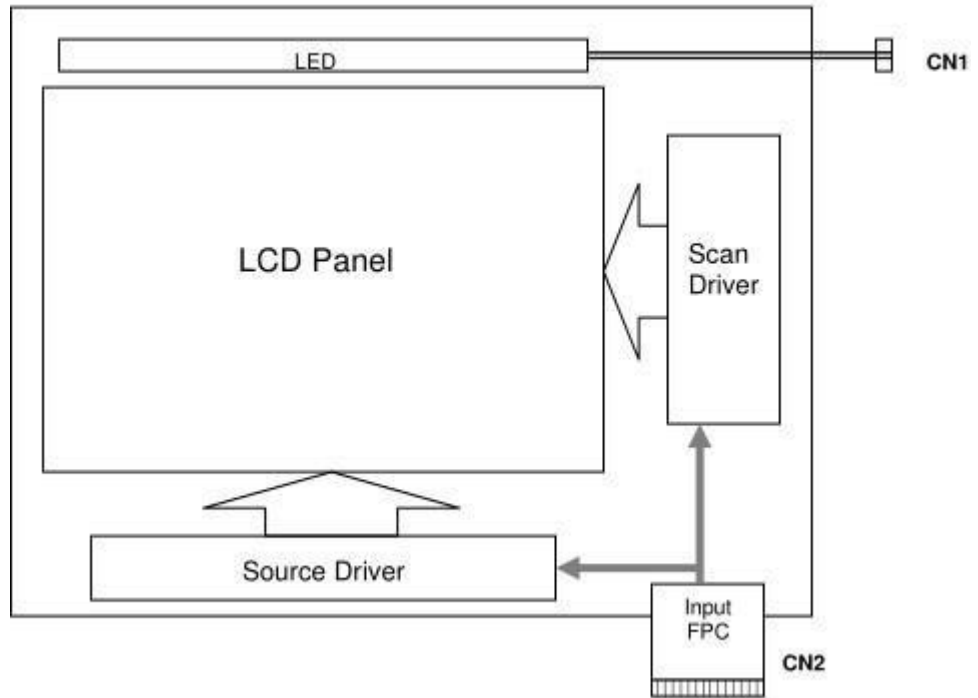 LED
CN1
LCD Panel
Scan
Driver
Source Driver
Input
FPC
CN2